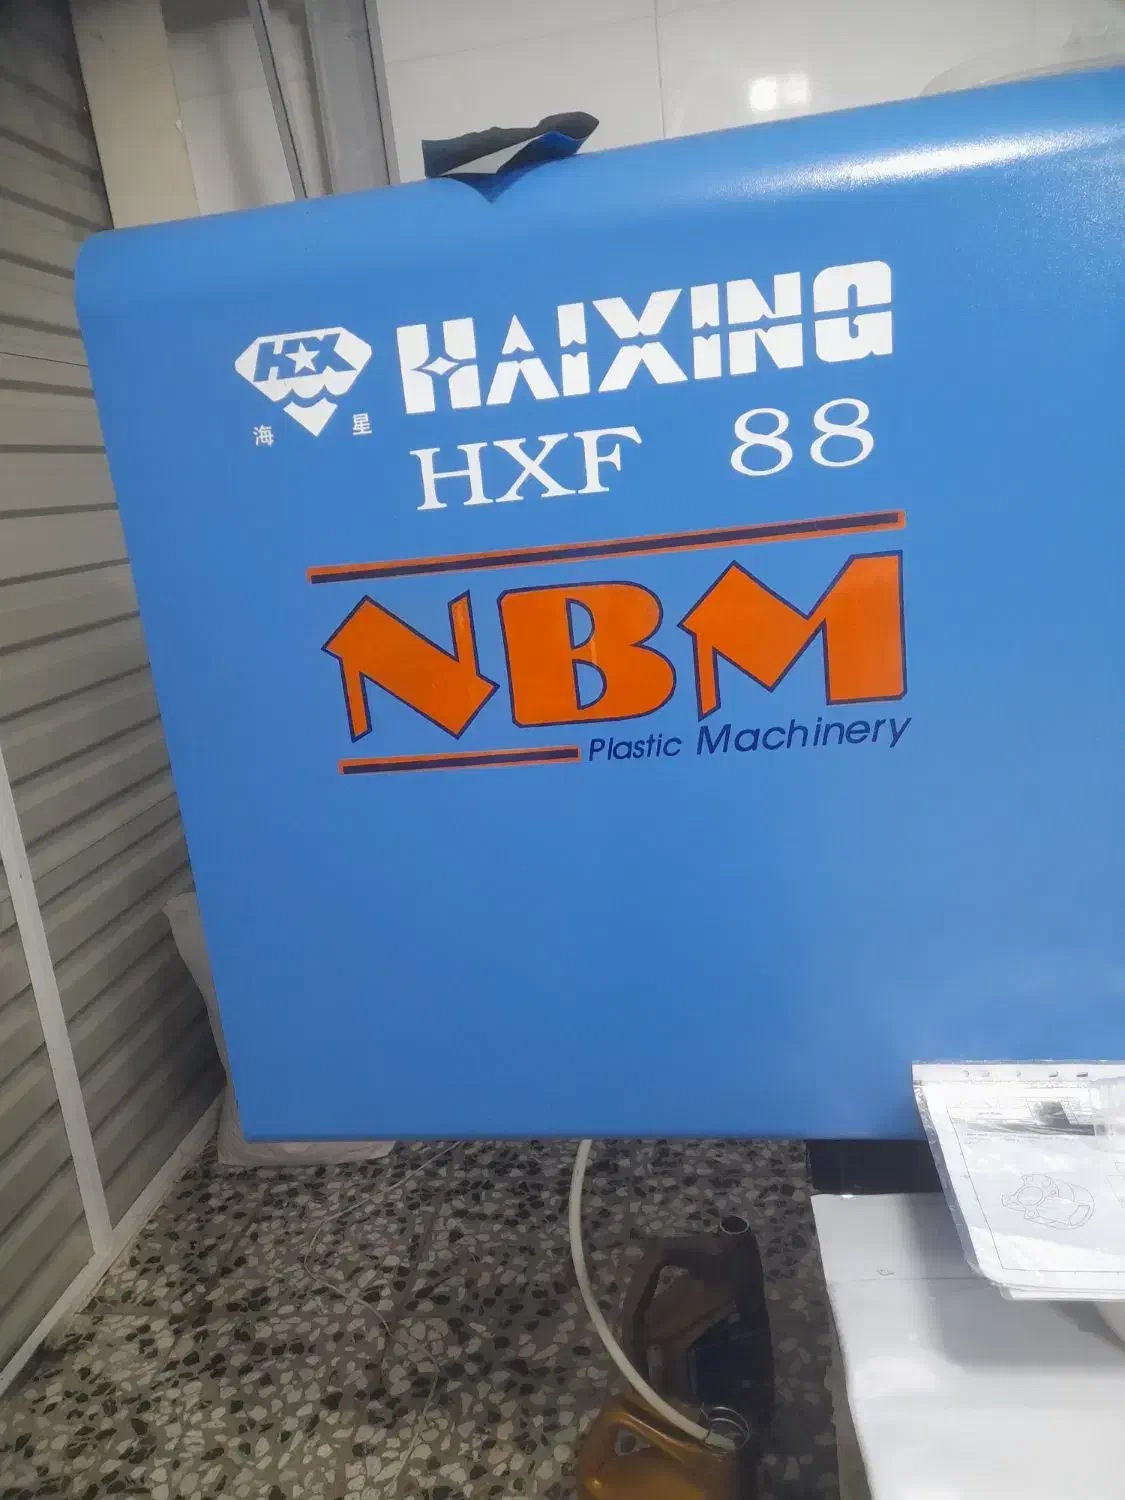 HAIXING
HX
海 星
HXF 88
NBM
Plastic Machinery